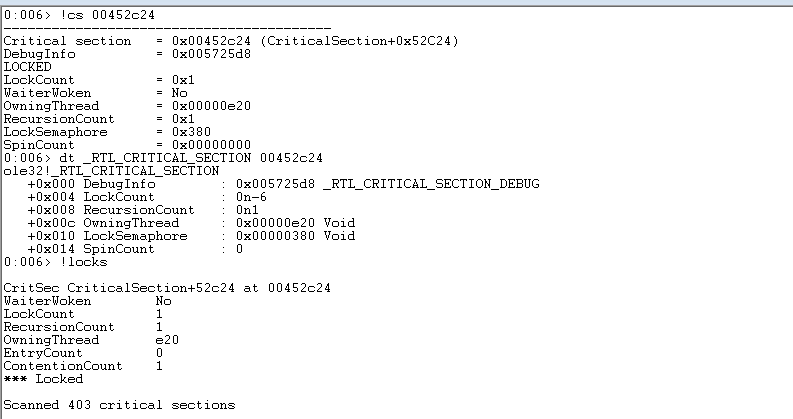 0:006> !cs 00452c24
-----------------------------------------
Critical section   = 0x00452c24 (CriticalSection+0x52C24)
DebugInfo          = 0x005725d8
LOCKED
LockCount          = 0x1
WaiterWoken        = No
OwningThread       = 0x00000e20
RecursionCount     = 0x1
LockSemaphore      = 0x380
SpinCount          = 0x00000000
0:006> dt _RTL_CRITICAL_SECTION 00452c24
ole32!_RTL_CRITICAL_SECTION
   +0x000 DebugInfo        : 0x005725d8 _RTL_CRITICAL_SECTION_DEBUG
   +0x004 LockCount        : 0n-6
   +0x008 RecursionCount   : 0n1
   +0x00c OwningThread     : 0x00000e20 Void
   +0x010 LockSemaphore    : 0x00000380 Void
   +0x014 SpinCount        : 0
0:006> !locks
CritSec CriticalSection+52c24 at 00452c24
WaiterWoken        No
LockCount          1
RecursionCount     1
OwningThread       e20
EntryCount         0
ContentionCount    1
*** Locked
Scanned 403 critical sections